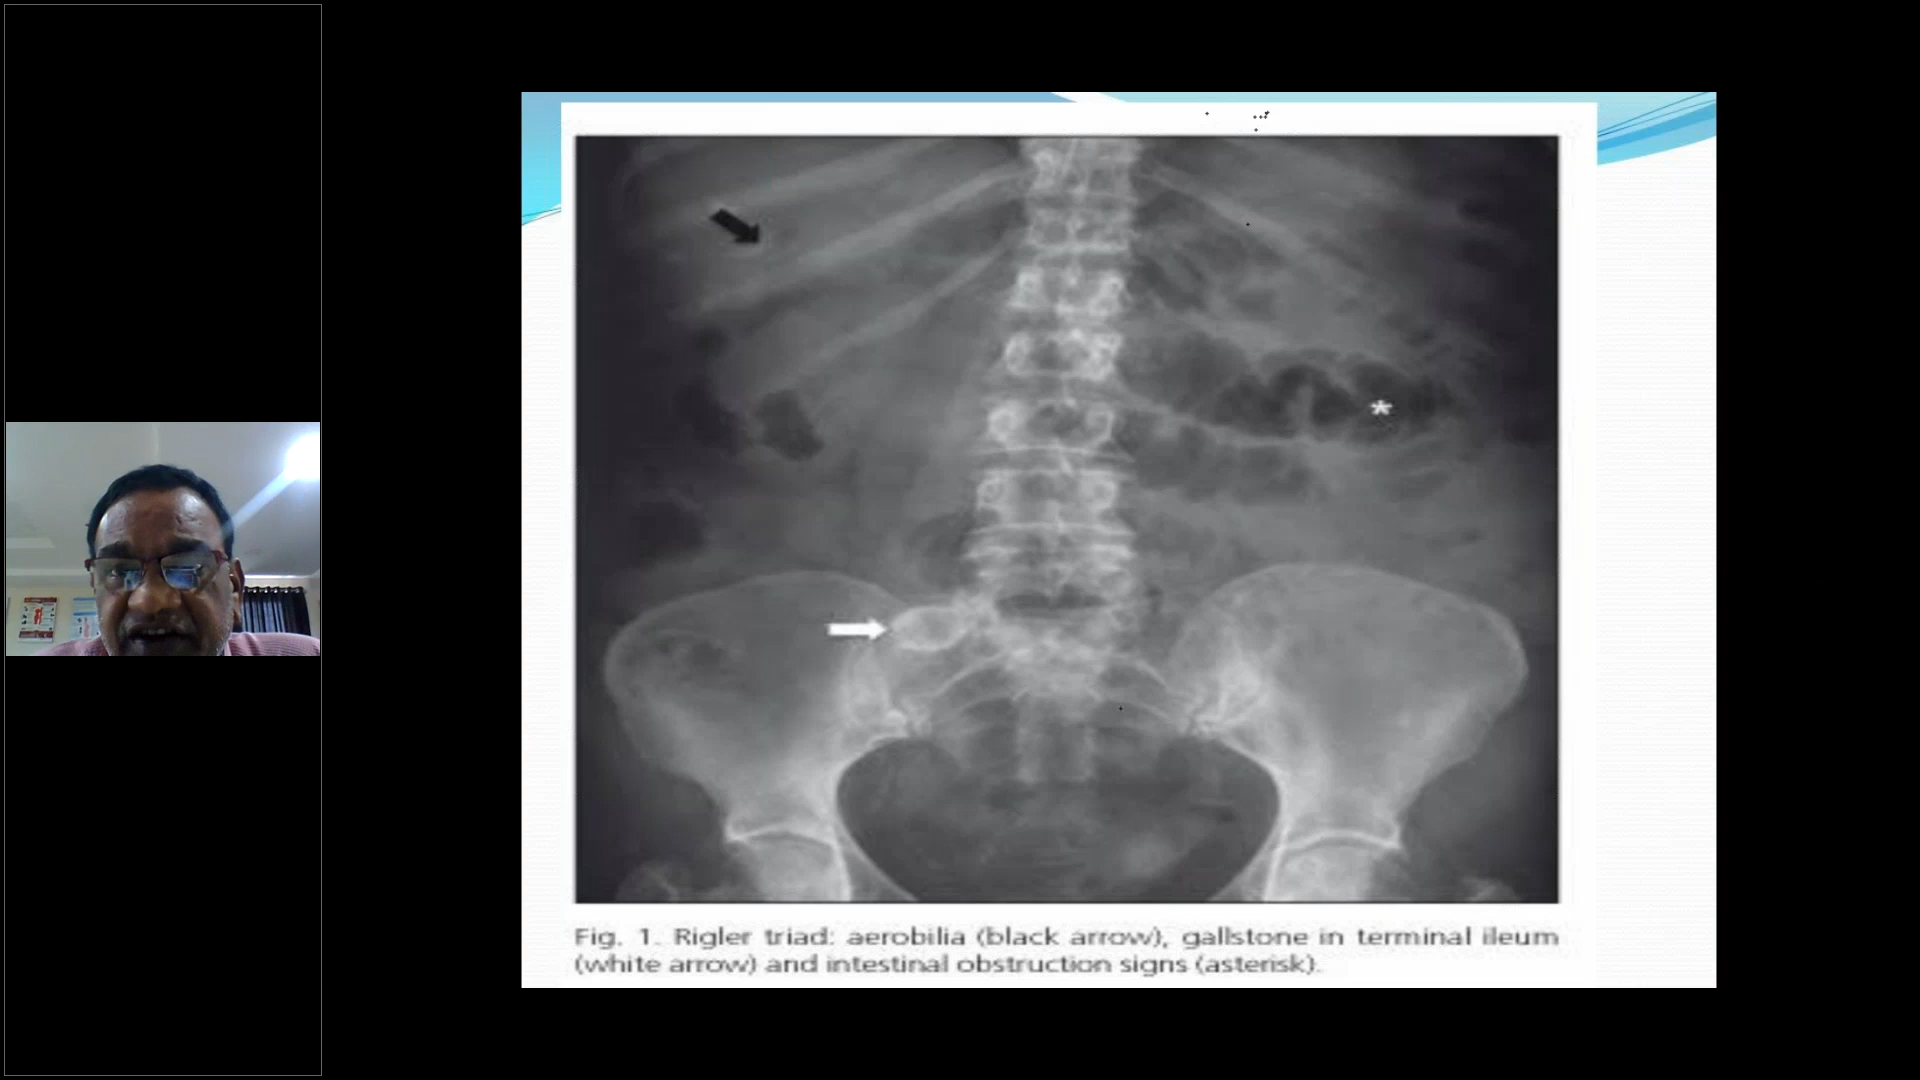 *
Fig. 1. Rigler triad: aerobilia (black arrow), gallstone in terminal ileum
(white arrow) and intestinal obstruction signs (asterisk).